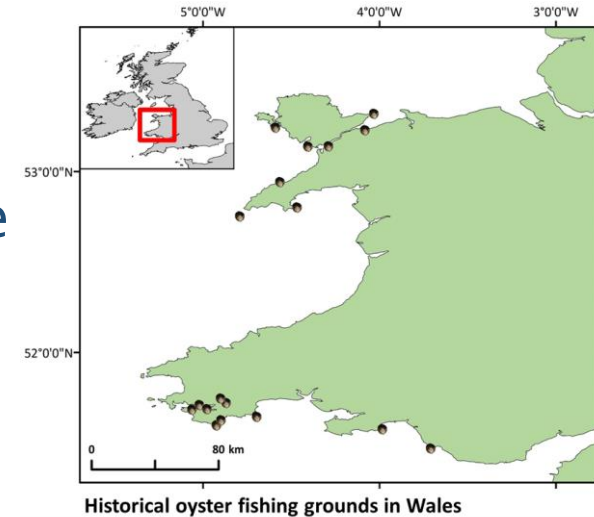 5°0'0"W 4°0'0"W 3°0'0"W
e
53°0'0"N
52°0'0"N
0 80 km
Historical oyster fishing grounds in Wales